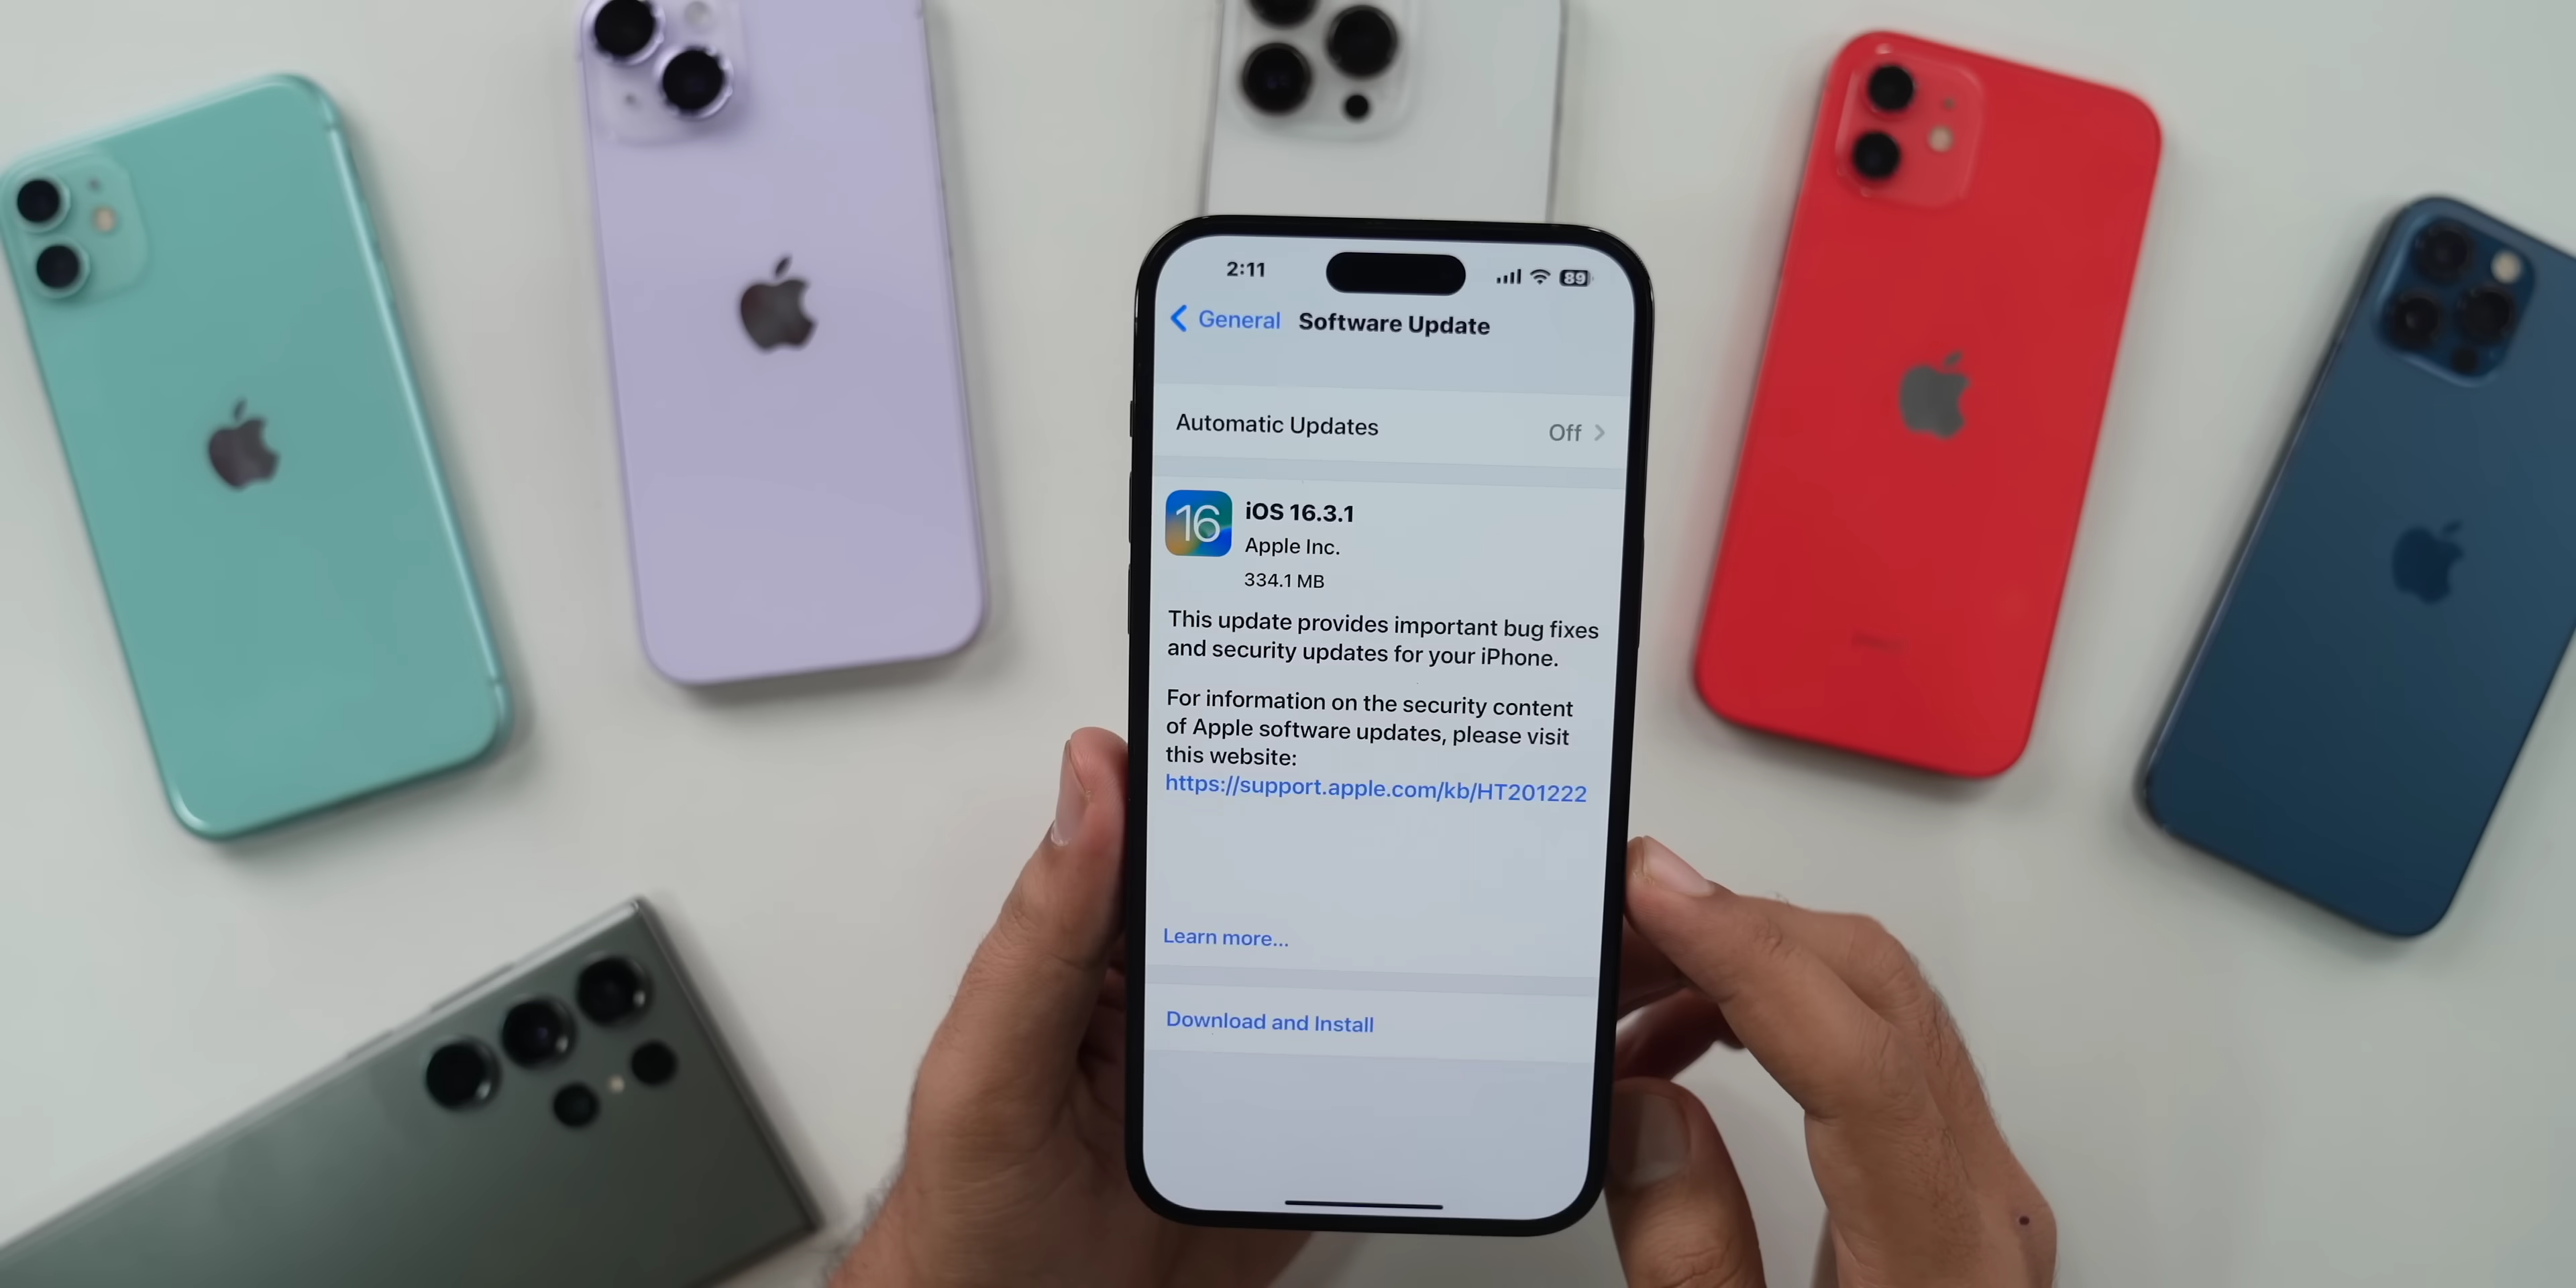 2:11
89
General Software Update
Automatic Updates Off
16
iOS 16.3.1
Apple Inc.
334.1 MB
This update provides important bug fixes
and security updates for your iPhone.
For information on the security content
of Apple software updates, please visit
this website:
https://support.apple.com/kb/HT201222
Learn more...
Download and Install